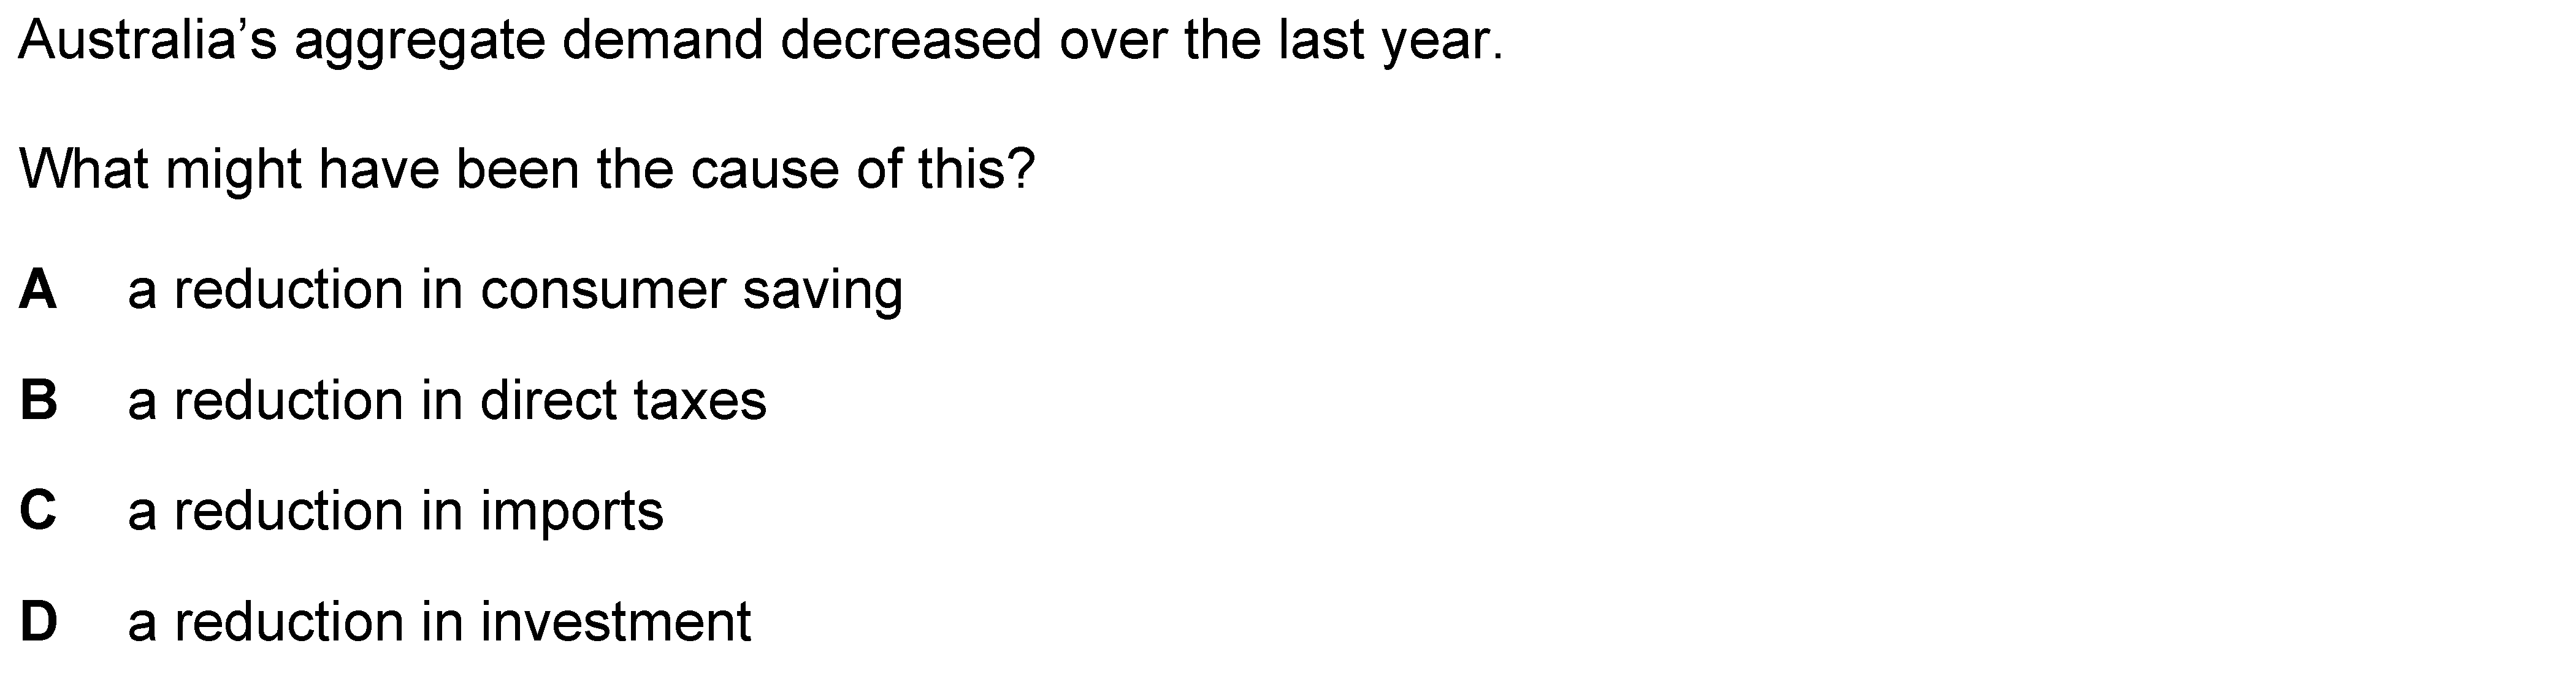 Australia’s aggregate demand decreased over the last year.
What might have been the cause of this?
A a reduction in consumer saving
B a reduction in direct taxes
C a reduction in imports
D a reduction in investment